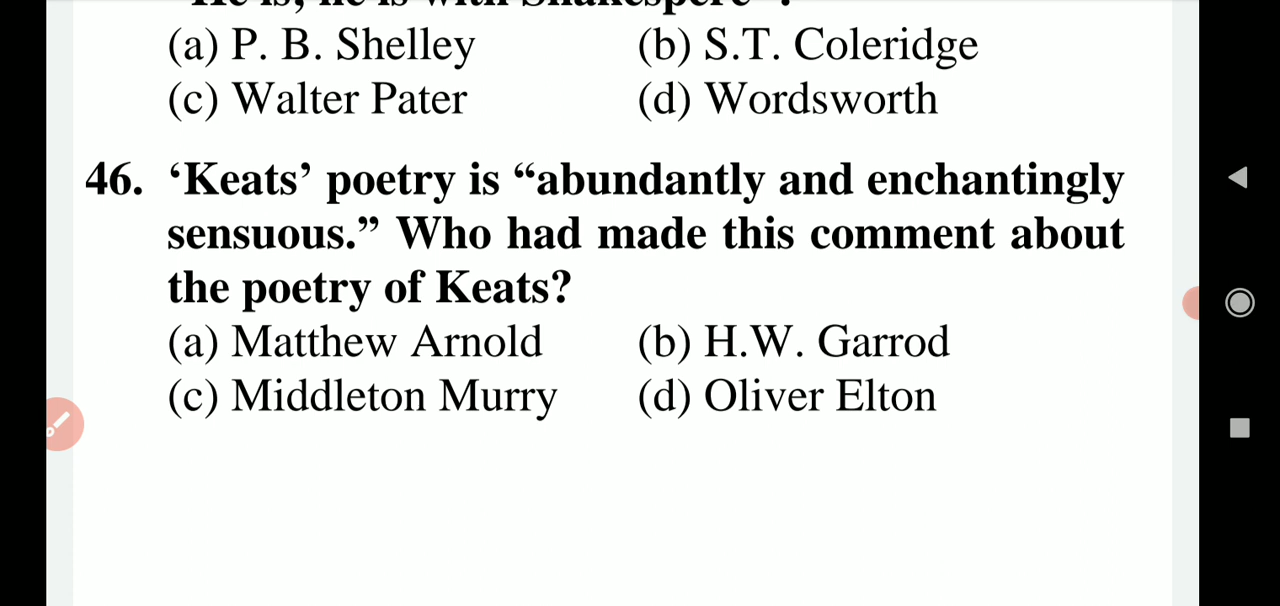 (a) P. B. Shelley (b) S.T. Coleridge
(c) Walter Pater (d) Wordsworth
46. ‘Keats’ poetry is “abundantly and enchantingly
sensuous.” Who had made this comment about
the poetry of Keats?
(a) Matthew Arnold (b) H.W. Garrod
(c) Middleton Murry (d) Oliver Elton